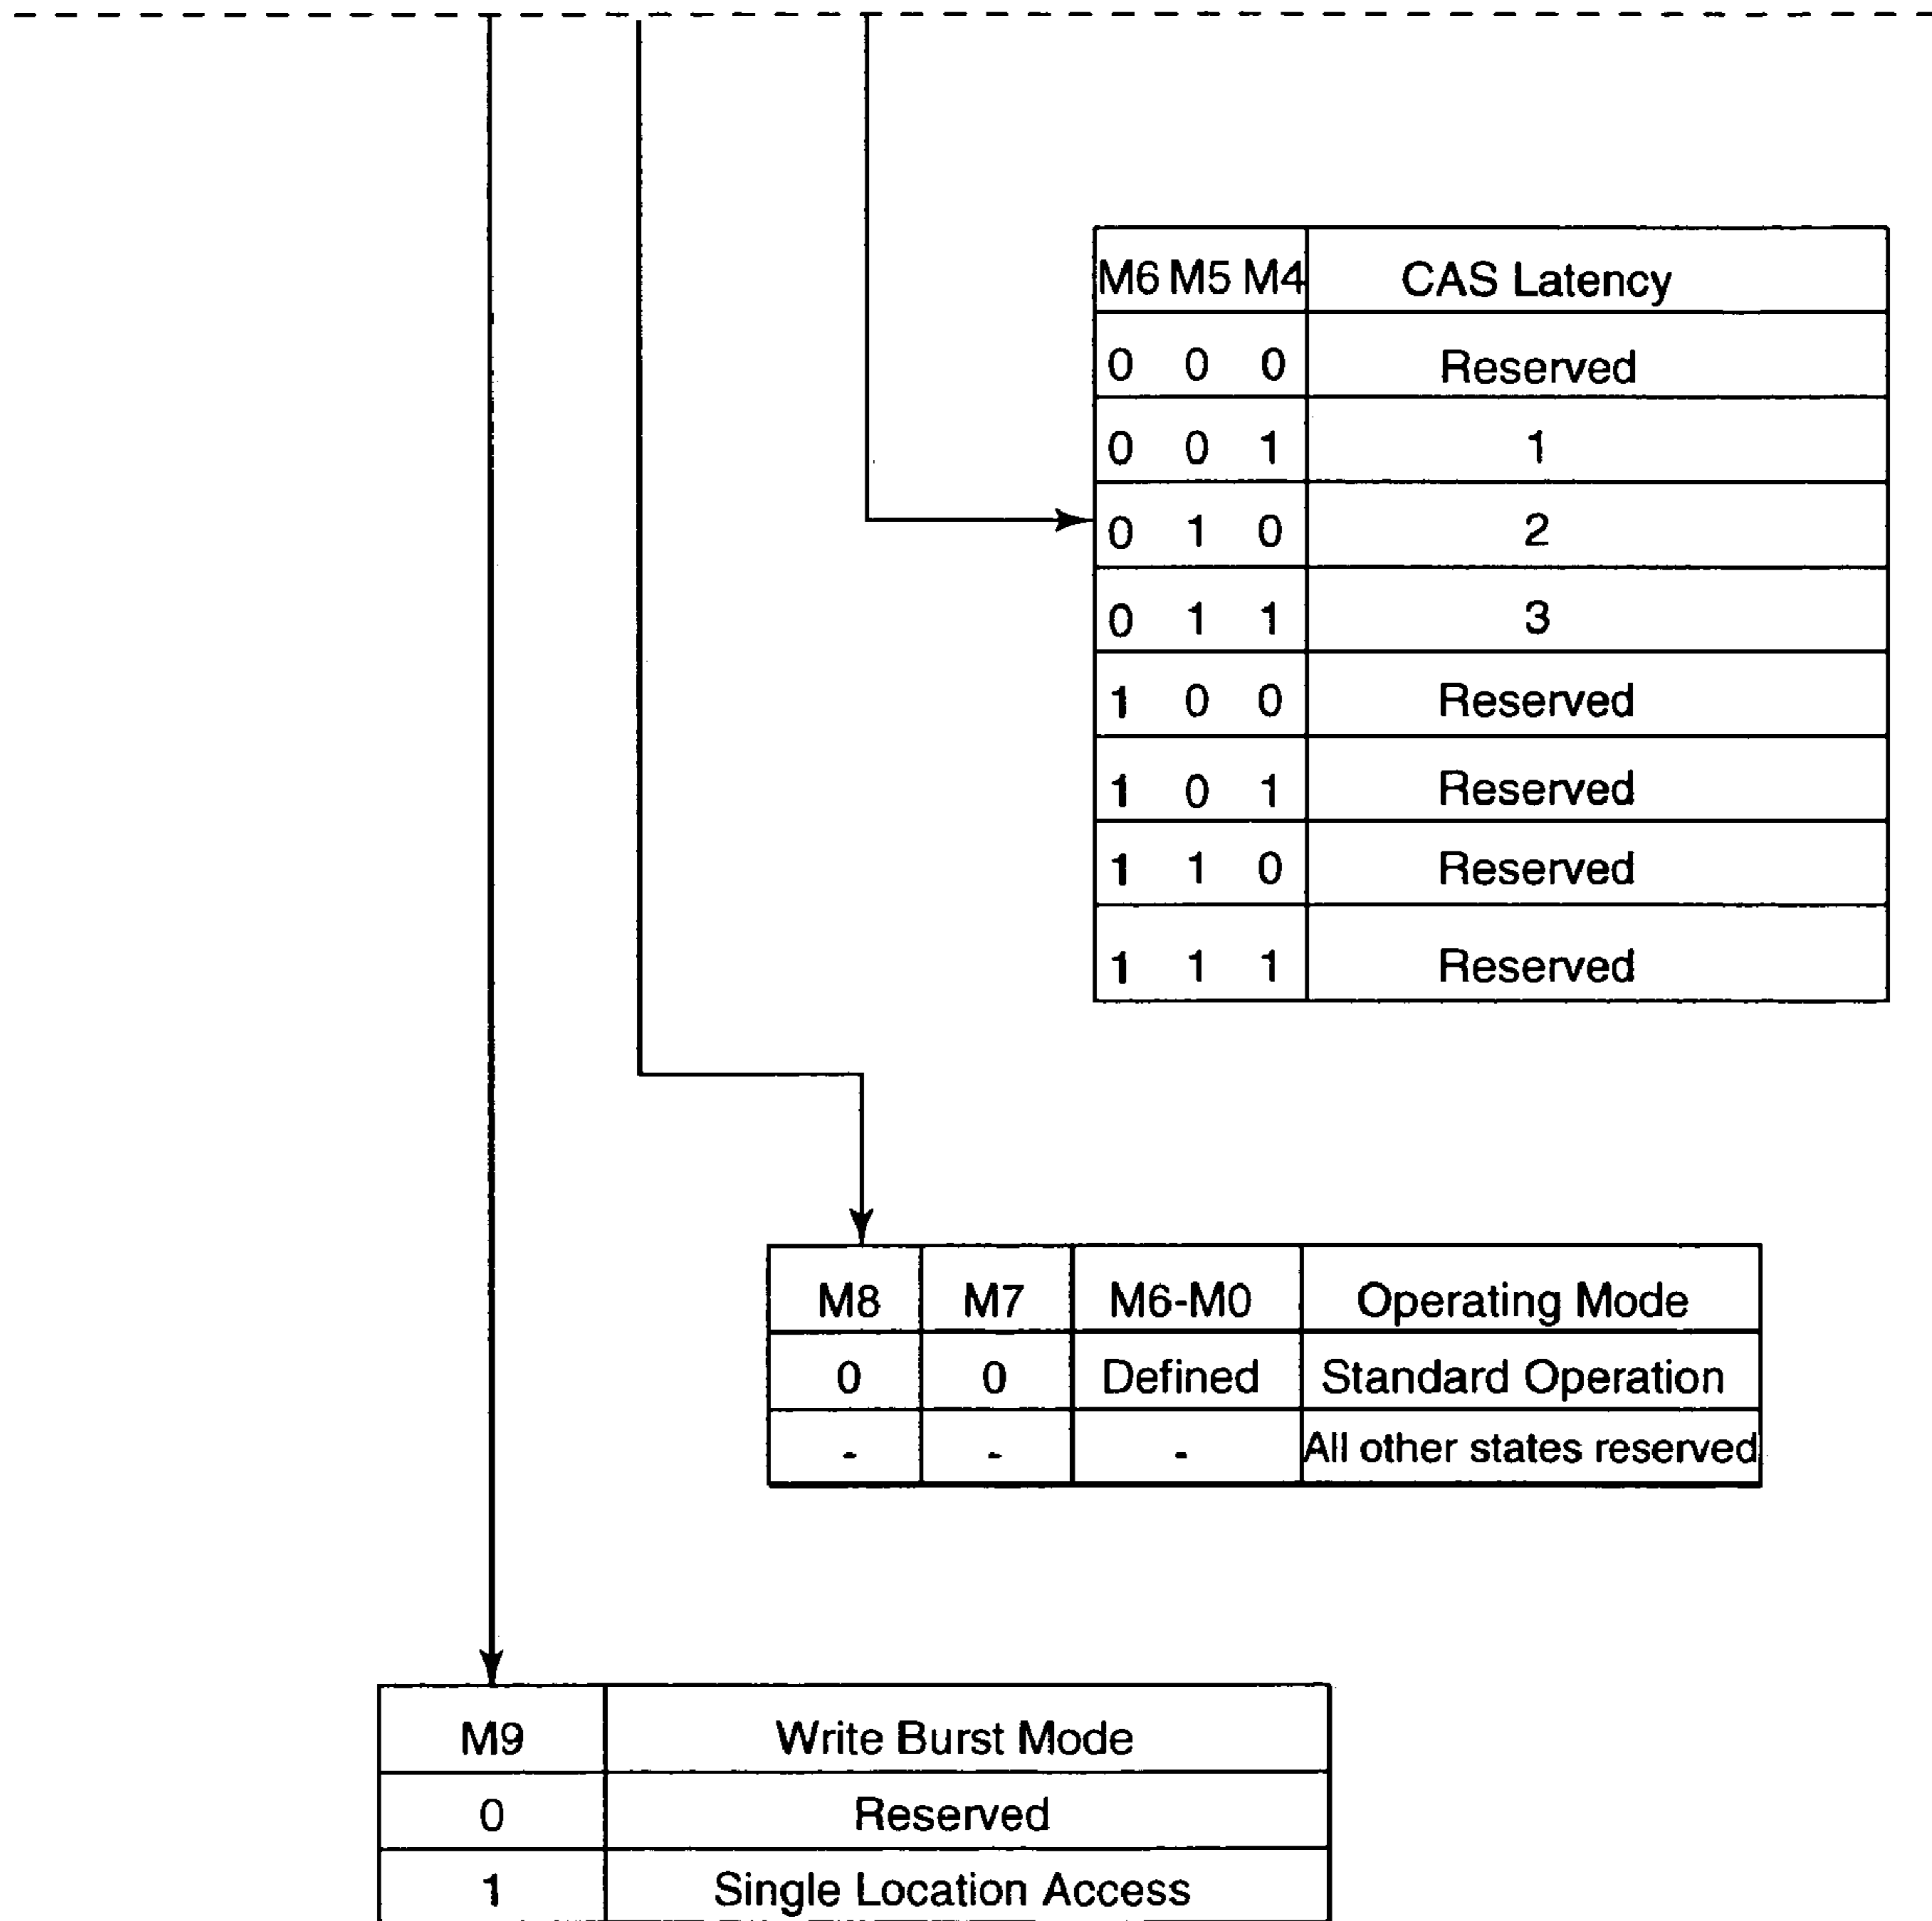 M6 M5 M4 CAS Latency
0 0 0 Reserved
0 0 1 1
0 1 0 2
0 1 1 3
1 0 0 Reserved
1 0 1 Reserved
1 1 0 Reserved
1 1 1 Reserved
M8 M7 M6-M0 Operating Mode
0 0 Defined Standard Operation
- - - All other states reserved
M9 Write Burst Mode
0 Reserved
1 Single Location Access